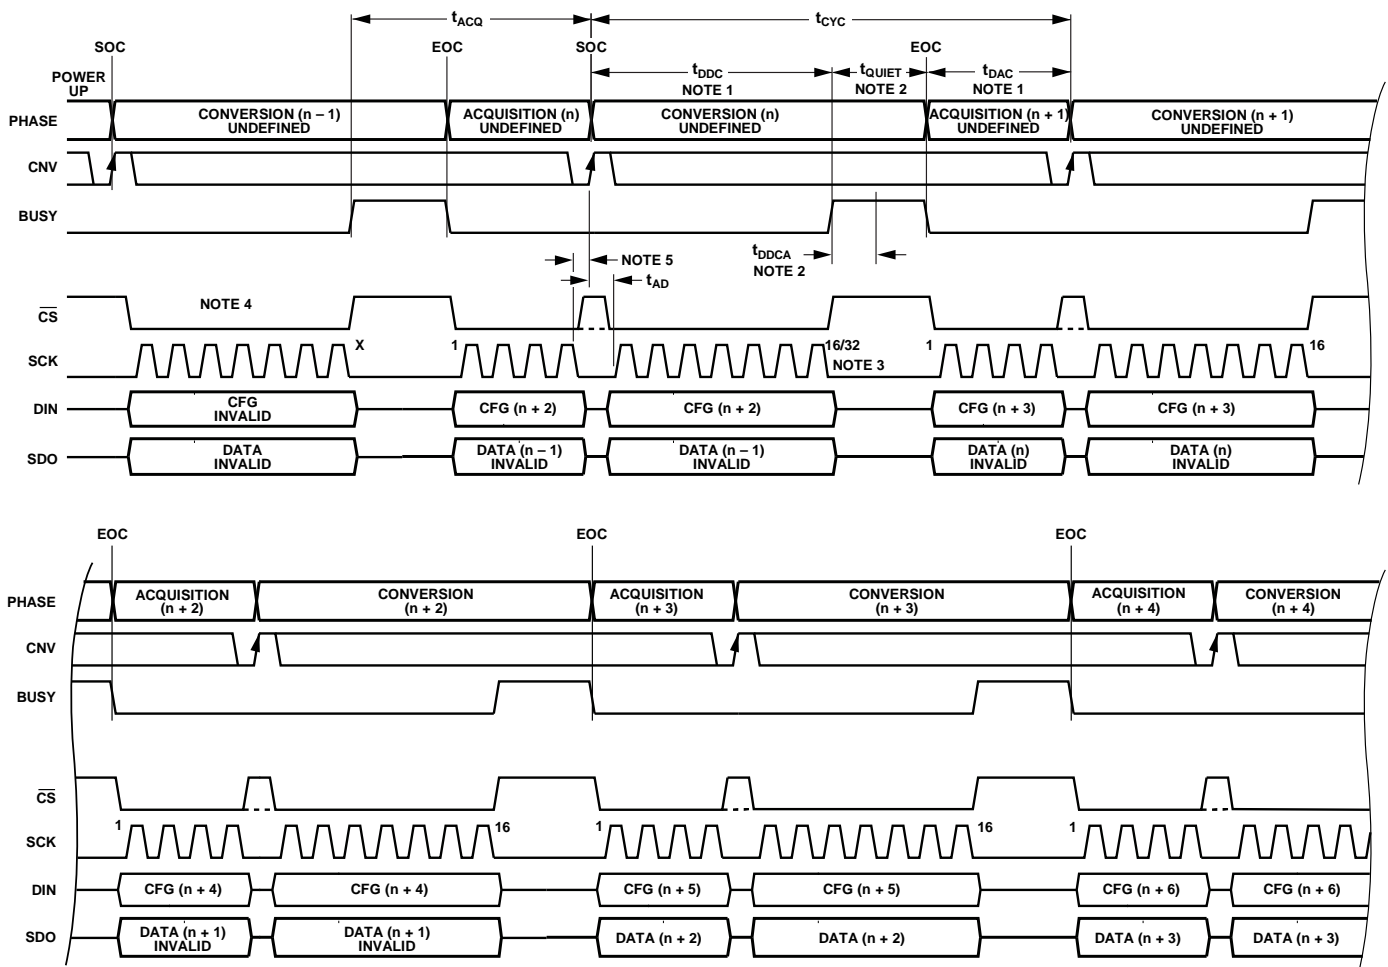 tACQ
tCYC
SOC
EOC
SOC
EOC
POWER
UP
tDDC
NOTE 1
tQUIET
NOTE 2
tDAC
NOTE 1
PHASE
CONVERSION (n – 1)
UNDEFINED
ACQUISITION (n)
UNDEFINED
CONVERSION (n)
UNDEFINED
ACQUISITION (n + 1)
UNDEFINED
CONVERSION (n + 1)
UNDEFINED
CNV
BUSY
NOTE 5
tAD
tDDCA
NOTE 2
CS
NOTE 4
SCK
X
1
16/32
NOTE 3
1
16
DIN
CFG
INVALID
CFG (n + 2)
CFG (n + 2)
CFG (n + 3)
CFG (n + 3)
SDO
DATA
INVALID
DATA (n – 1)
INVALID
DATA (n – 1)
INVALID
DATA (n)
INVALID
DATA (n)
INVALID
EOC
EOC
EOC
PHASE
ACQUISITION
(n + 2)
CONVERSION
(n + 2)
ACQUISITION
(n + 3)
CONVERSION
(n + 3)
ACQUISITION
(n + 4)
CONVERSION
(n + 4)
CNV
BUSY
CS
SCK
1
16
1
16
1
DIN
CFG (n + 4)
CFG (n + 4)
CFG (n + 5)
CFG (n + 5)
CFG (n + 6)
CFG (n + 6)
SDO
DATA (n + 1)
INVALID
DATA (n + 1)
INVALID
DATA (n + 2)
DATA (n + 2)
DATA (n + 3)
DATA (n + 3)